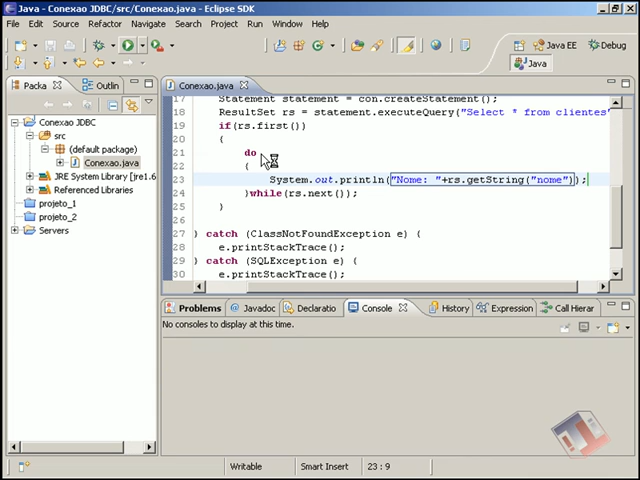 Java - Conexao JDBC/src/Conexao.java - Eclipse SDK
File Edit Source Refactor Navigate Search Project Run Window Help
Java EE Debug
Java
Packa Outlin
Conexao JDBC
src
(default package)
Conexao.java
JRE System Library [jre1.6
Referenced Libraries
projeto_1
projeto_2
Servers
Conexao.java
17 Statement statement = con.createStatement();
18 ResultSet rs = statement.executeQuery("Select * from clientes"
19 if(rs.first())
20 {
21 do
22 {
23 System.out.println("Nome: "+rs.getString("nome"));
24 }while(rs.next());
25 }
26
27 } catch (ClassNotFoundException e) {
28 e.printStackTrace();
29 } catch (SQLException e) {
30 e.printStackTrace();
Problems Javadoc Declaratio Console History Expression Call Hierar
No consoles to display at this time.
Writable Smart Insert 23 : 9